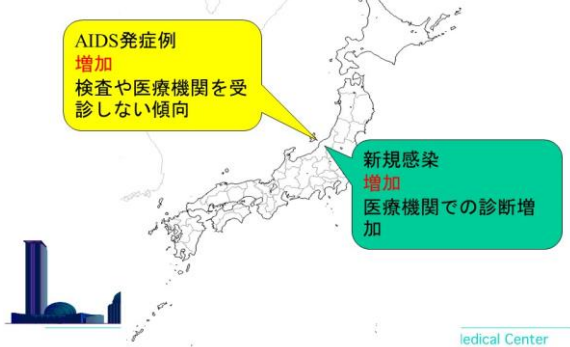 AIDS発症例
増加
検査や医療機関を受
診しない傾向
新規感染
増加
医療機関での診断増
加
edical Center